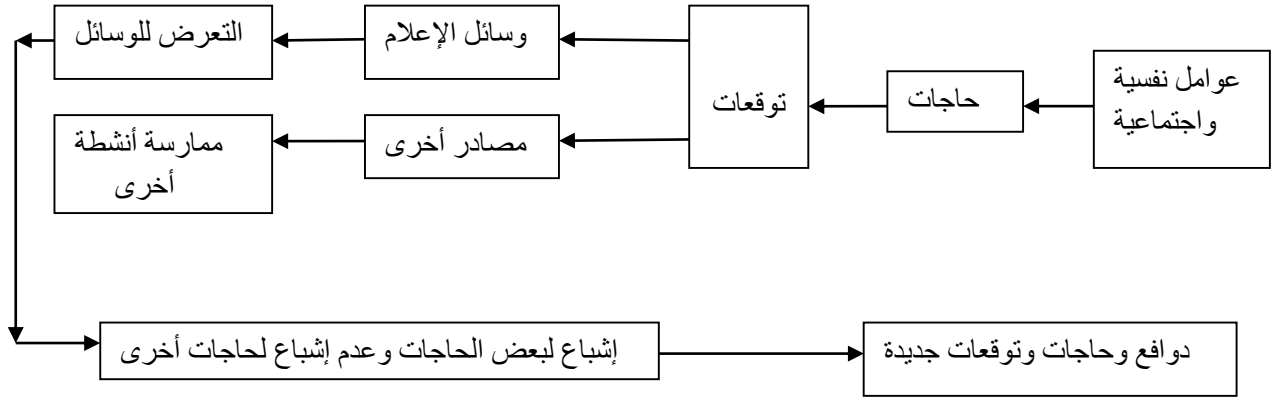 عوامل نفسية
واجتماعية
حاجات
توقعات
وسائل الإعلام
التعرض للوسائل
مصادر أخرى
ممارسة أنشطة
أخرى
إشباع لبعض الحاجات وعدم إشباع لحاجات أخرى
دوافع وحاجات وتوقعات جديدة